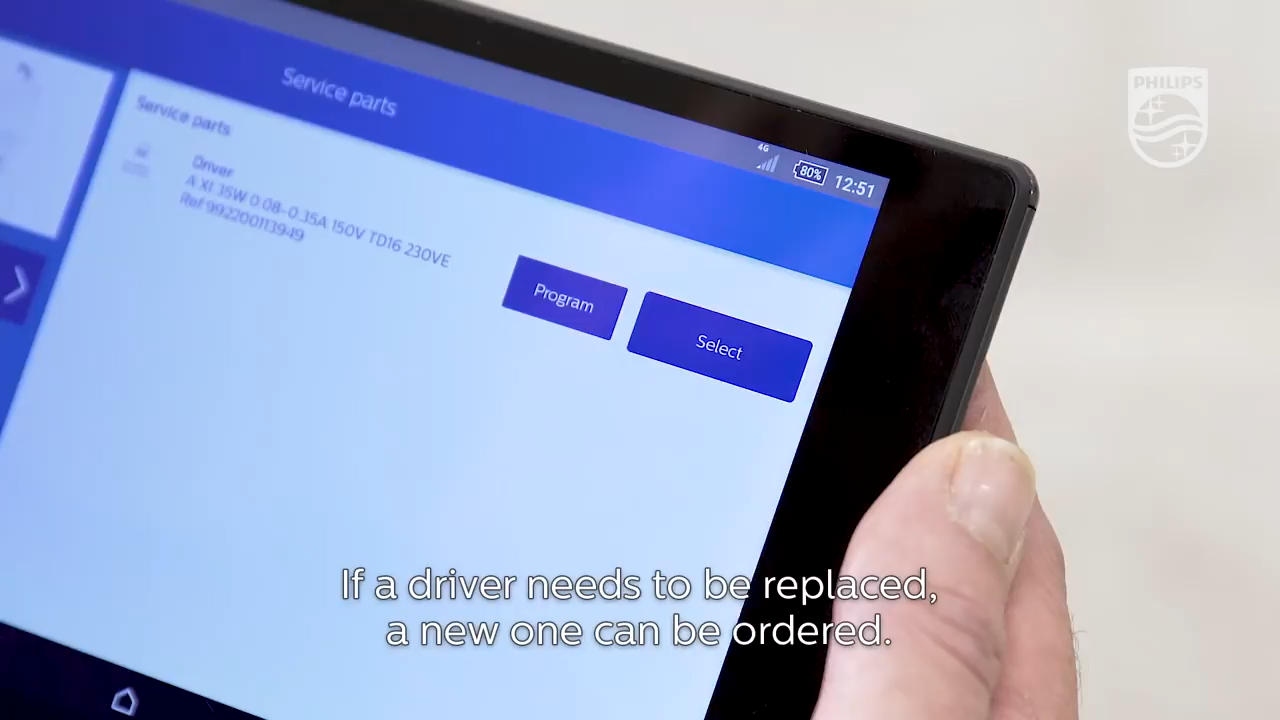 PHILIPS
4G
80%
12:51
Service parts
Service parts
Driver
A XI 35W 0.08-0.35A 150V TD16 230VE
Ref 992200113949
Program
Select
If a driver needs to be replaced,
a new one can be ordered.